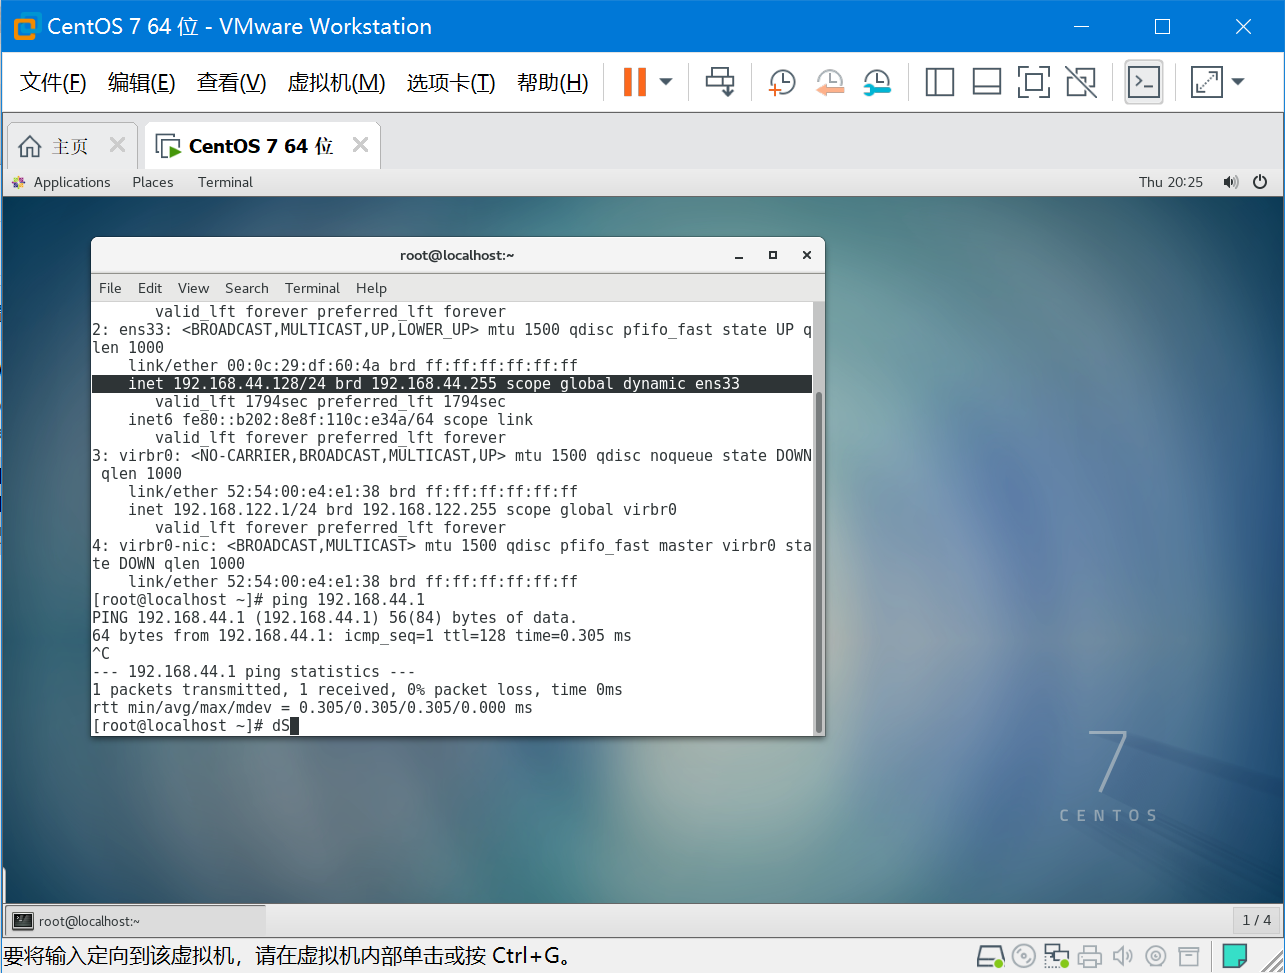 CentOS 7 64 位 - VMware Workstation
文件(F) 编辑(E) 查看(V) 虚拟机(M) 选项卡(T) 帮助(H)
主页 CentOS 7 64 位
Applications Places Terminal Thu 20:25
root@localhost:~
File Edit View Search Terminal Help
valid_lft forever preferred_lft forever
2: ens33: <BROADCAST,MULTICAST,UP,LOWER_UP> mtu 1500 qdisc pfifo_fast state UP q
len 1000
link/ether 00:0c:29:df:60:4a brd ff:ff:ff:ff:ff:ff
inet 192.168.44.128/24 brd 192.168.44.255 scope global dynamic ens33
valid_lft 1794sec preferred_lft 1794sec
inet6 fe80::b202:8e8f:110c:e34a/64 scope link
valid_lft forever preferred_lft forever
3: virbr0: <NO-CARRIER,BROADCAST,MULTICAST,UP> mtu 1500 qdisc noqueue state DOWN
qlen 1000
link/ether 52:54:00:e4:e1:38 brd ff:ff:ff:ff:ff:ff
inet 192.168.122.1/24 brd 192.168.122.255 scope global virbr0
valid_lft forever preferred_lft forever
4: virbr0-nic: <BROADCAST,MULTICAST> mtu 1500 qdisc pfifo_fast master virbr0 sta
te DOWN qlen 1000
link/ether 52:54:00:e4:e1:38 brd ff:ff:ff:ff:ff:ff
[root@localhost ~]# ping 192.168.44.1
PING 192.168.44.1 (192.168.44.1) 56(84) bytes of data.
64 bytes from 192.168.44.1: icmp_seq=1 ttl=128 time=0.305 ms
^C
--- 192.168.44.1 ping statistics ---
1 packets transmitted, 1 received, 0% packet loss, time 0ms
rtt min/avg/max/mdev = 0.305/0.305/0.305/0.000 ms
[root@localhost ~]# dS
7
CENTOS
root@localhost:~ 1 / 4
要将输入定向到该虚拟机，请在虚拟机内部单击或按 Ctrl+G。